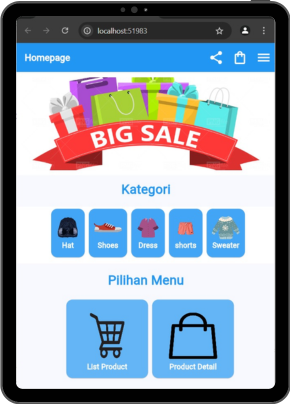 localhost:51983
Homepage
BIG SALE
Kategori
Hat Shoes Dress shorts Sweater
Pilihan Menu
List Product Product Detail